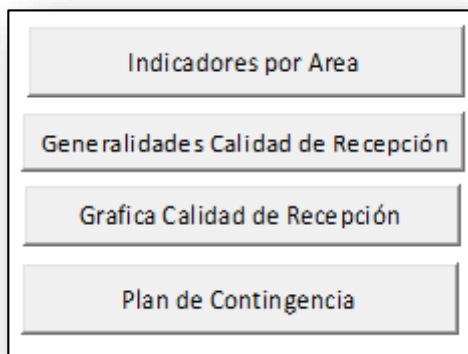 Indicadores por Area
Generalidades Calidad de Recepción
Grafica Calidad de Recepción
Plan de Contingencia